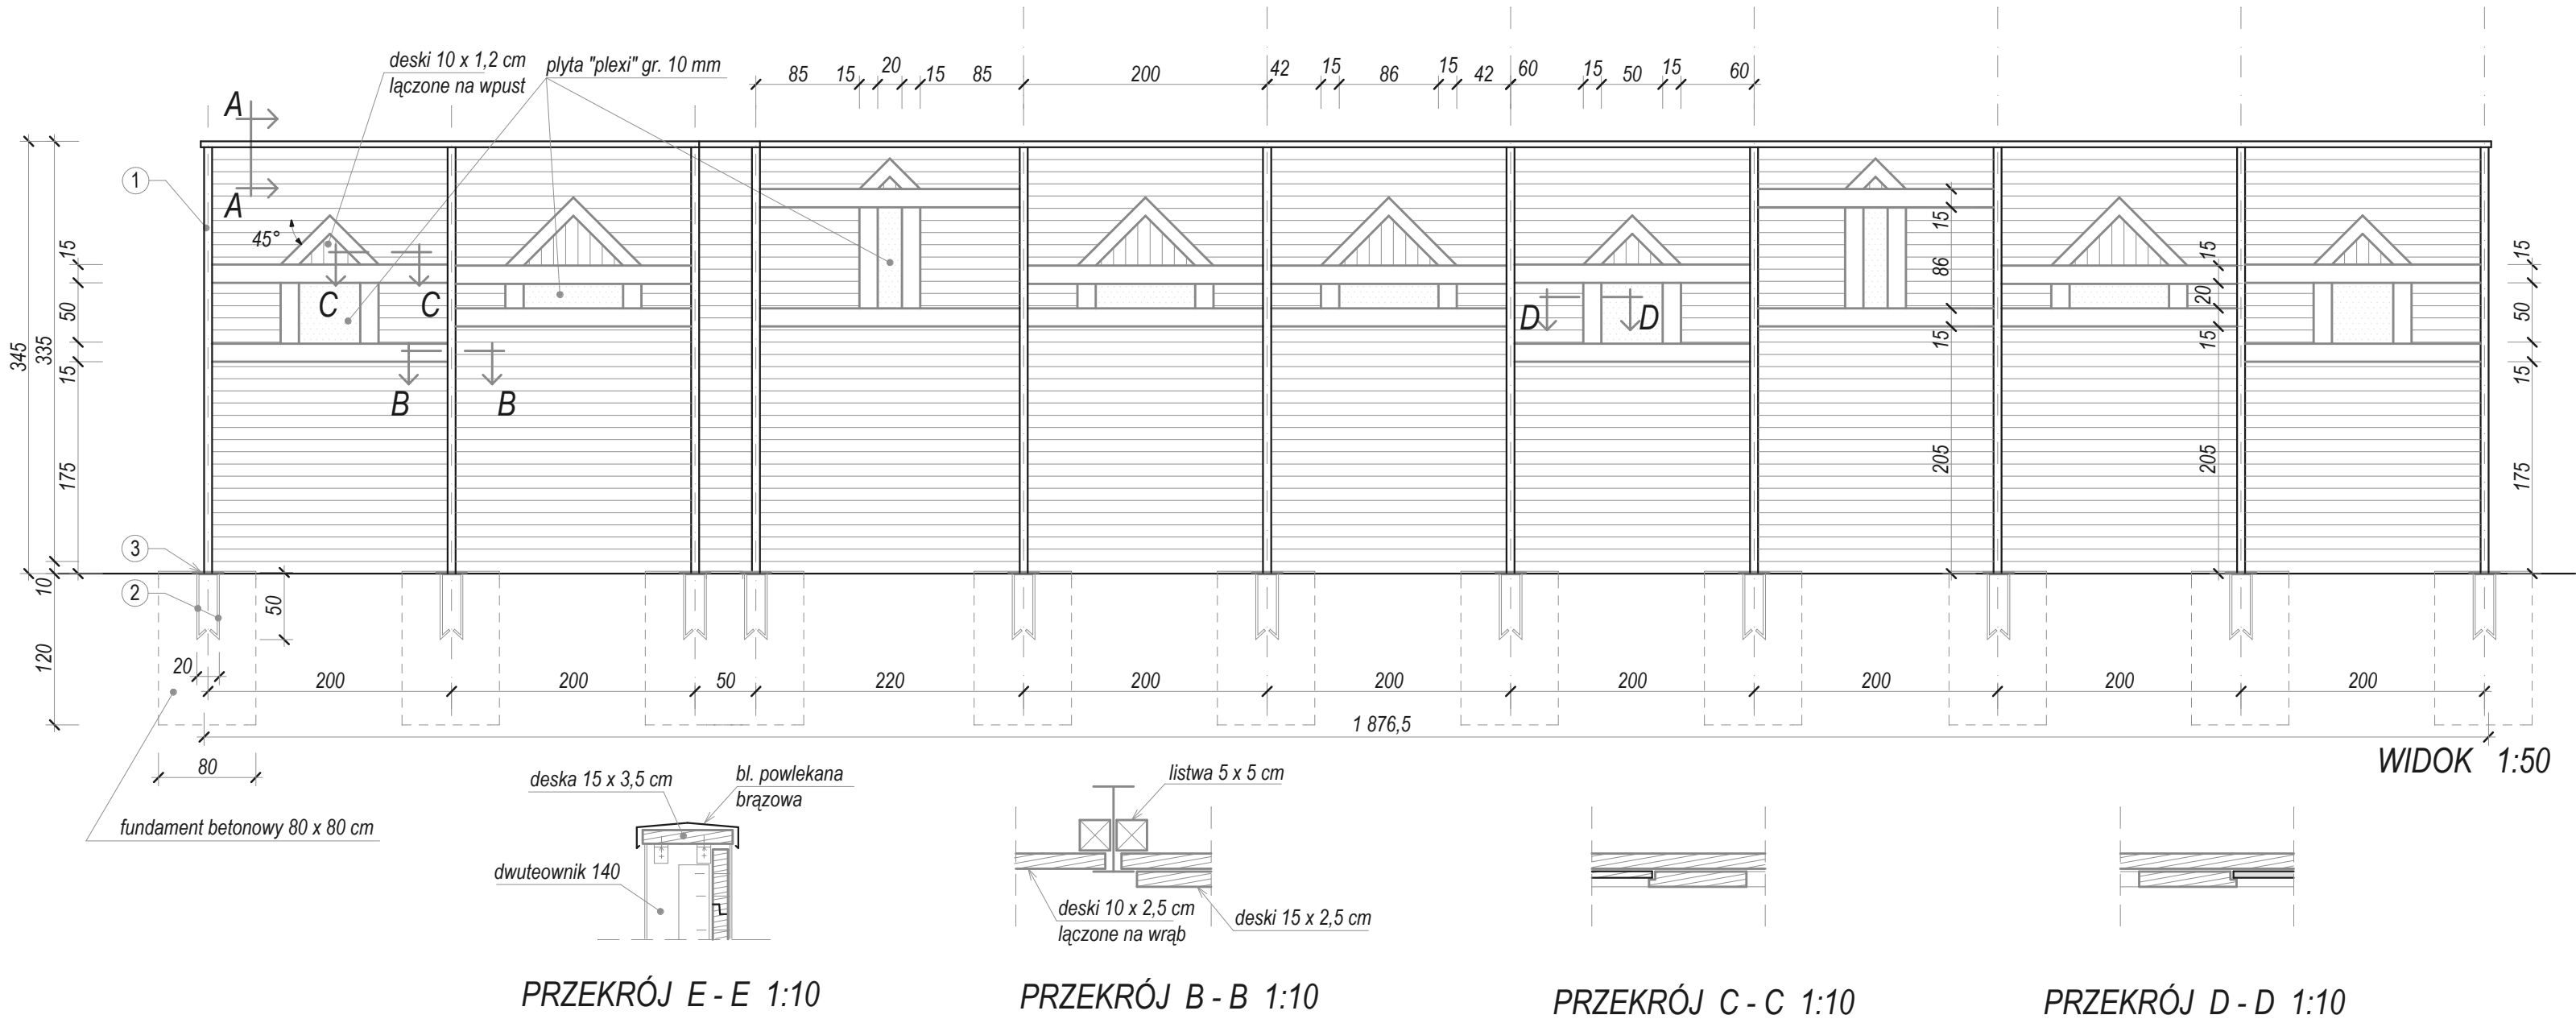 deski 10 x 1,2 cm
łączone na wpust
płyta "plexi" gr. 10 mm
85 15 20 15 85 200 42 15 86 15 42 60 15 50 15 60
A
A
1
45°
C C
B B
D D
15
50
15
175
345
335
10
120
15
86
15
205
15
20
15
205
15
50
15
175
3
2
50
20
200 200 50 220 200 200 200 200 200 200
1 876,5
80
WIDOK 1:50
fundament betonowy 80 x 80 cm
deska 15 x 3,5 cm
bl. powlekana
brązowa
dwuteownik 140
listwa 5 x 5 cm
deski 10 x 2,5 cm
łączone na wrąb
deski 15 x 2,5 cm
PRZEKRÓJ E - E 1:10
PRZEKRÓJ B - B 1:10
PRZEKRÓJ C - C 1:10
PRZEKRÓJ D - D 1:10